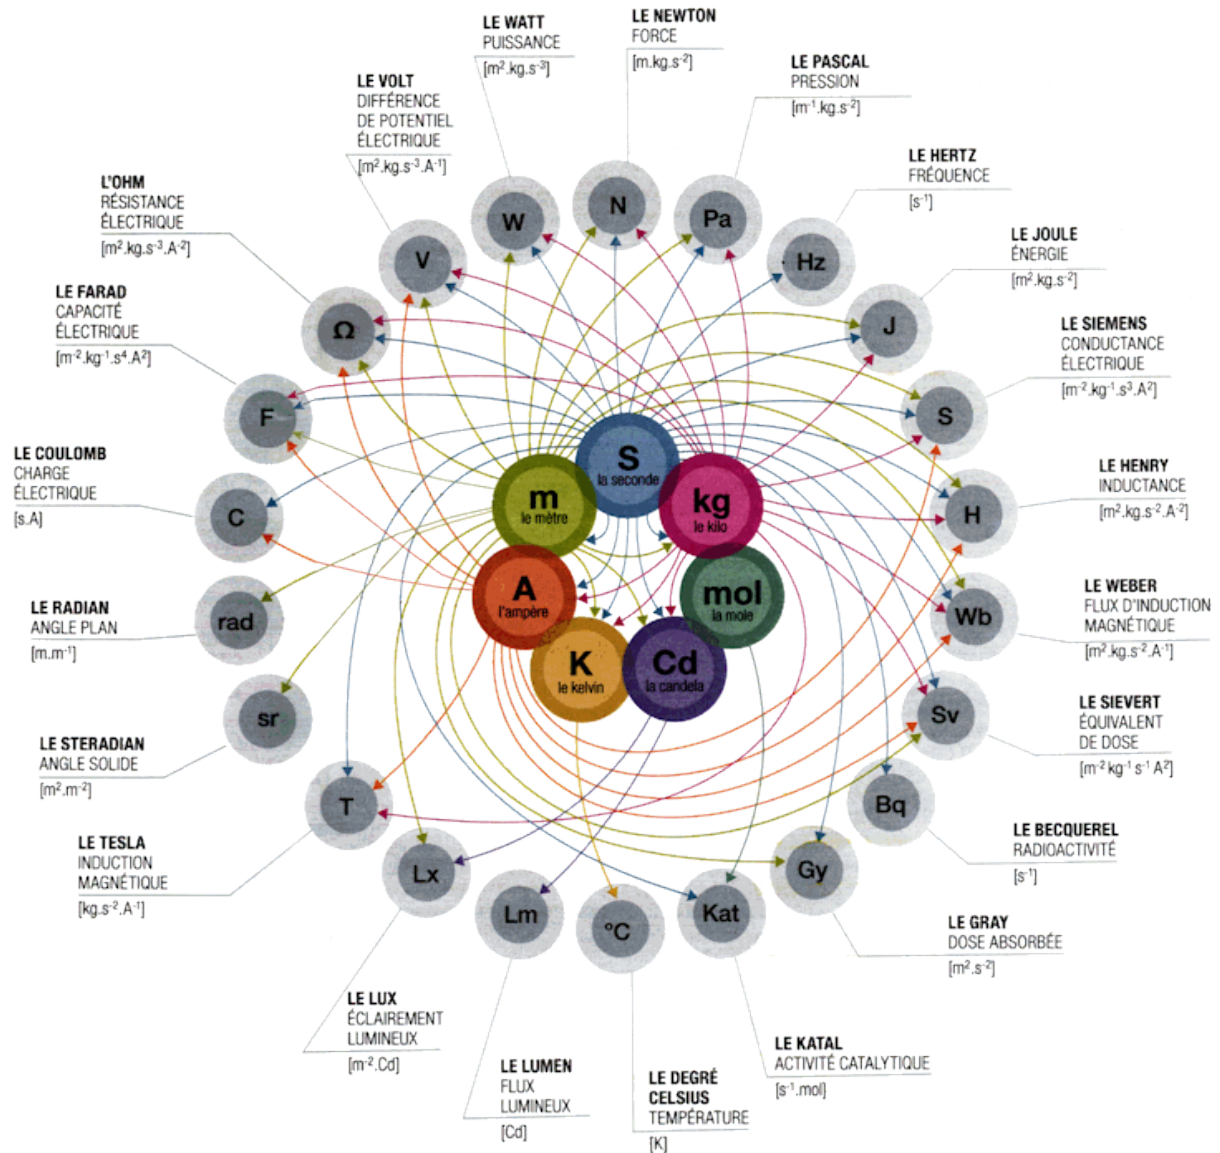 LE WATT
PUISSANCE
[m².kg.s⁻³]
LE NEWTON
FORCE
[m.kg.s⁻²]
LE PASCAL
PRESSION
[m⁻¹.kg.s⁻²]
LE VOLT
DIFFÉRENCE
DE POTENTIEL
ÉLECTRIQUE
[m².kg.s⁻³.A⁻¹]
LE HERTZ
FRÉQUENCE
[s⁻¹]
L'OHM
RÉSISTANCE
ÉLECTRIQUE
[m².kg.s⁻³.A⁻²]
LE JOULE
ÉNERGIE
[m².kg.s⁻²]
LE FARAD
CAPACITÉ
ÉLECTRIQUE
[m⁻².kg⁻¹.s⁴.A²]
LE SIEMENS
CONDUCTANCE
ÉLECTRIQUE
[m⁻².kg⁻¹.s³.A²]
LE COULOMB
CHARGE
ÉLECTRIQUE
[s.A]
LE HENRY
INDUCTANCE
[m².kg.s⁻².A⁻²]
LE RADIAN
ANGLE PLAN
[m.m⁻¹]
LE WEBER
FLUX D'INDUCTION
MAGNÉTIQUE
[m².kg.s⁻².A⁻¹]
LE STERADIAN
ANGLE SOLIDE
[m².m⁻²]
LE SIEVERT
ÉQUIVALENT
DE DOSE
[m⁻² kg⁻¹ s⁻¹ A²]
LE TESLA
INDUCTION
MAGNÉTIQUE
[kg.s⁻².A⁻¹]
LE BECQUEREL
RADIOACTIVITÉ
[s⁻¹]
LE GRAY
DOSE ABSORBÉE
[m².s⁻²]
LE LUX
ÉCLAIREMENT
LUMINEUX
[m⁻².Cd]
LE LUMEN
FLUX
LUMINEUX
[Cd]
LE DEGRÉ
CELSIUS
TEMPÉRATURE
[K]
LE KATAL
ACTIVITÉ CATALYTIQUE
[s⁻¹.mol]
W
N
Pa
V
Hz
Ω
J
F
S
C
H
rad
Wb
sr
Sv
T
Bq
Lx
Gy
Lm
°C
Kat
S
la seconde
m
le mètre
kg
le kilo
A
l'ampère
mol
la mole
K
le kelvin
Cd
la candela